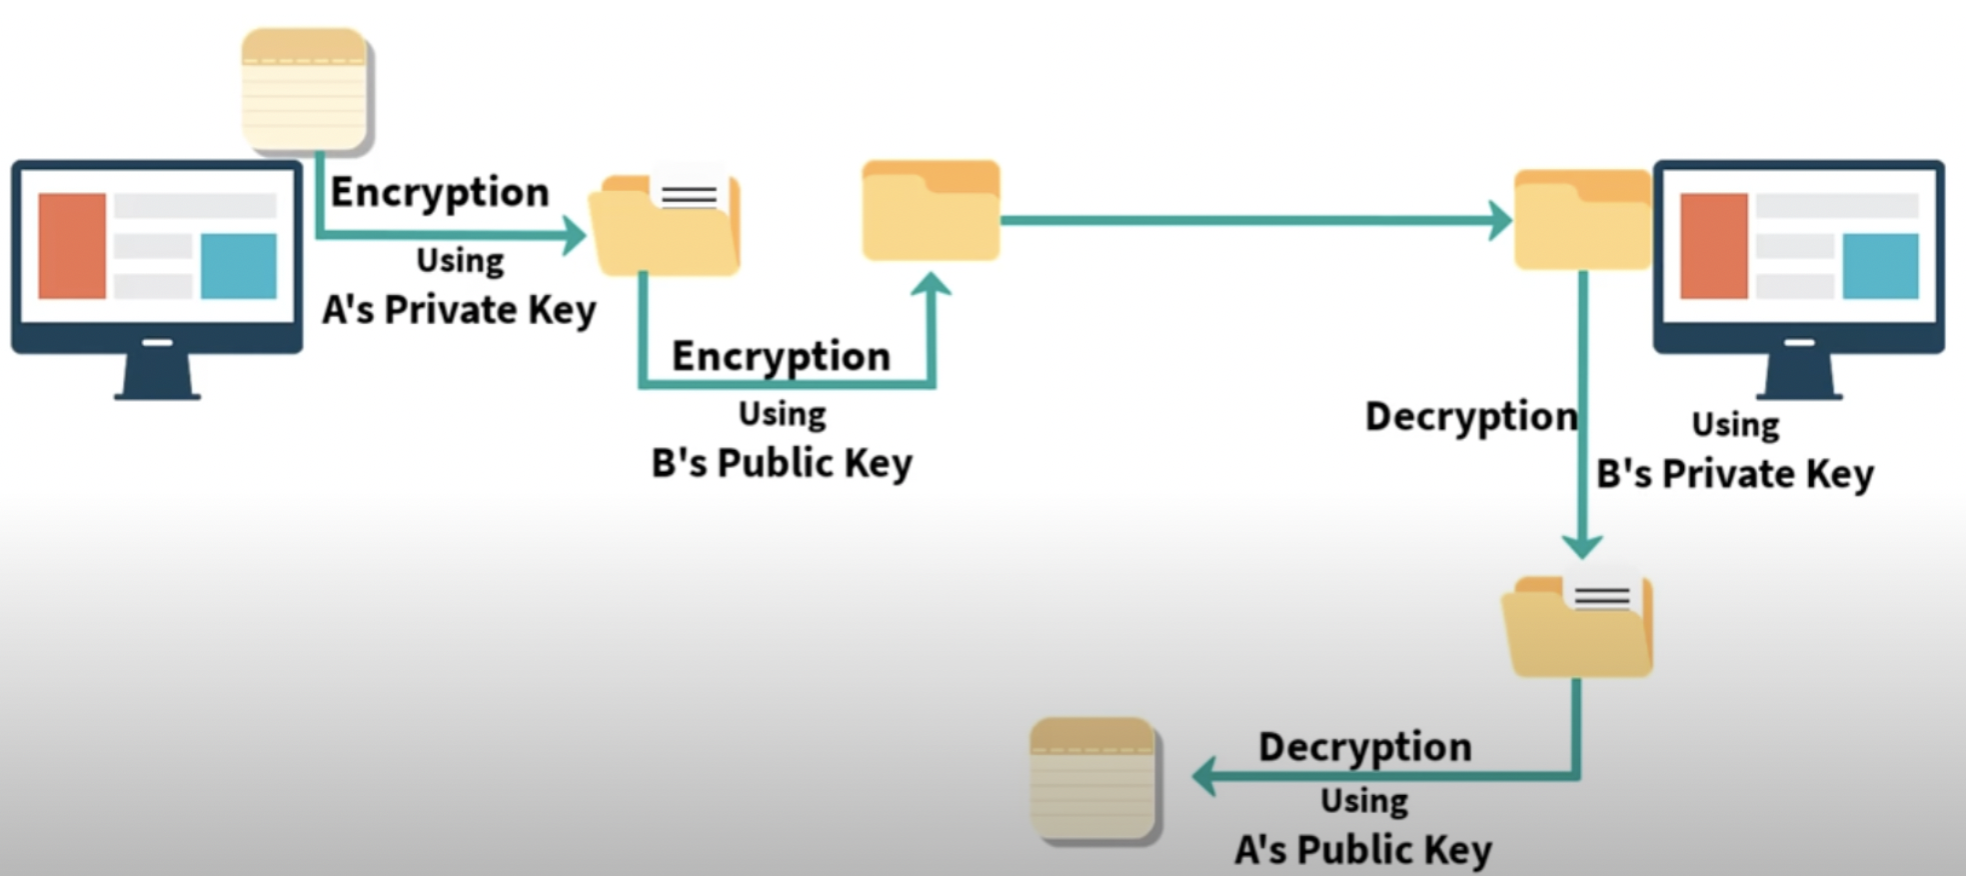 Encryption
Using
A's Private Key
Encryption
Using
B's Public Key
Decryption
Using
B's Private Key
Decryption
Using
A's Public Key